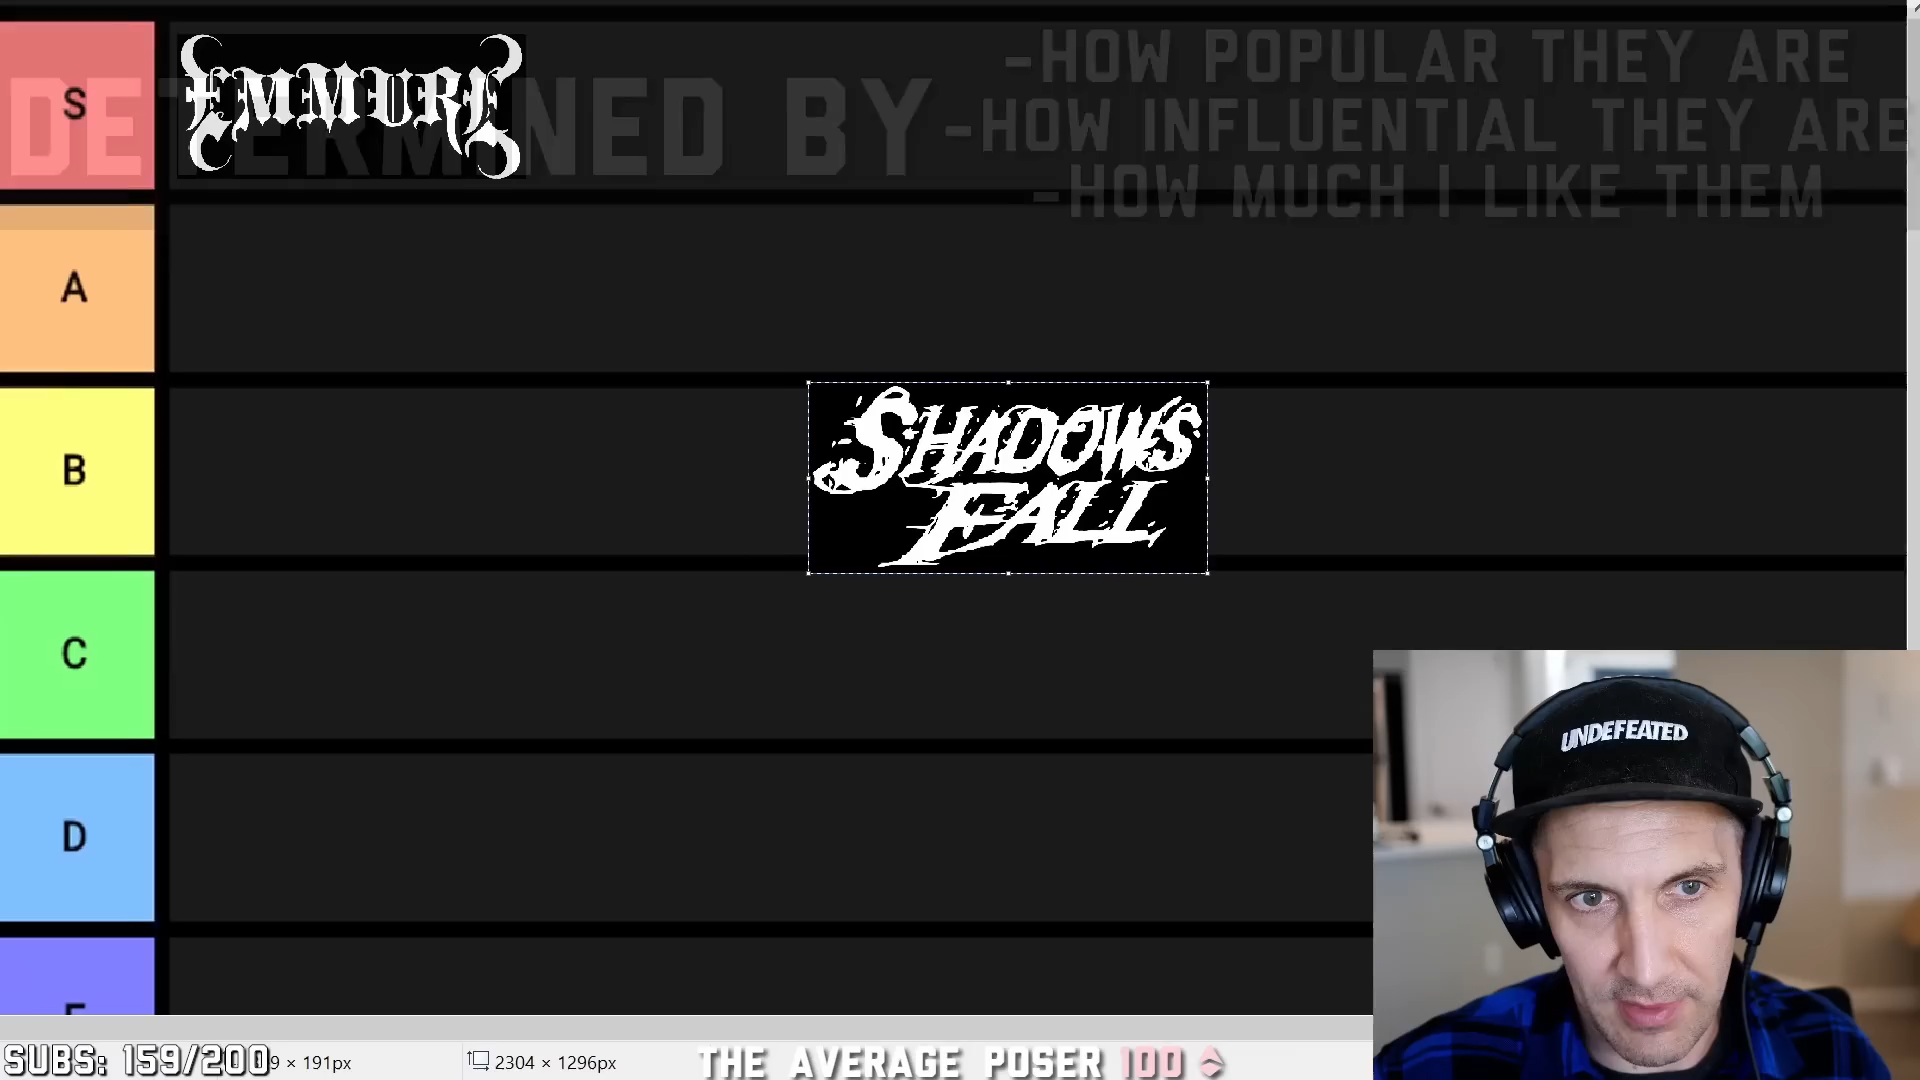 DETERMINED BY
-HOW POPULAR THEY ARE
-HOW INFLUENTIAL THEY ARE
-HOW MUCH I LIKE THEM
S
EMMURE
A
B
SHADOWS
FALL
C
D
UNDEFEATED
SUBS: 159/200
9 × 191px
2304 × 1296px
THE AVERAGE POSER 100